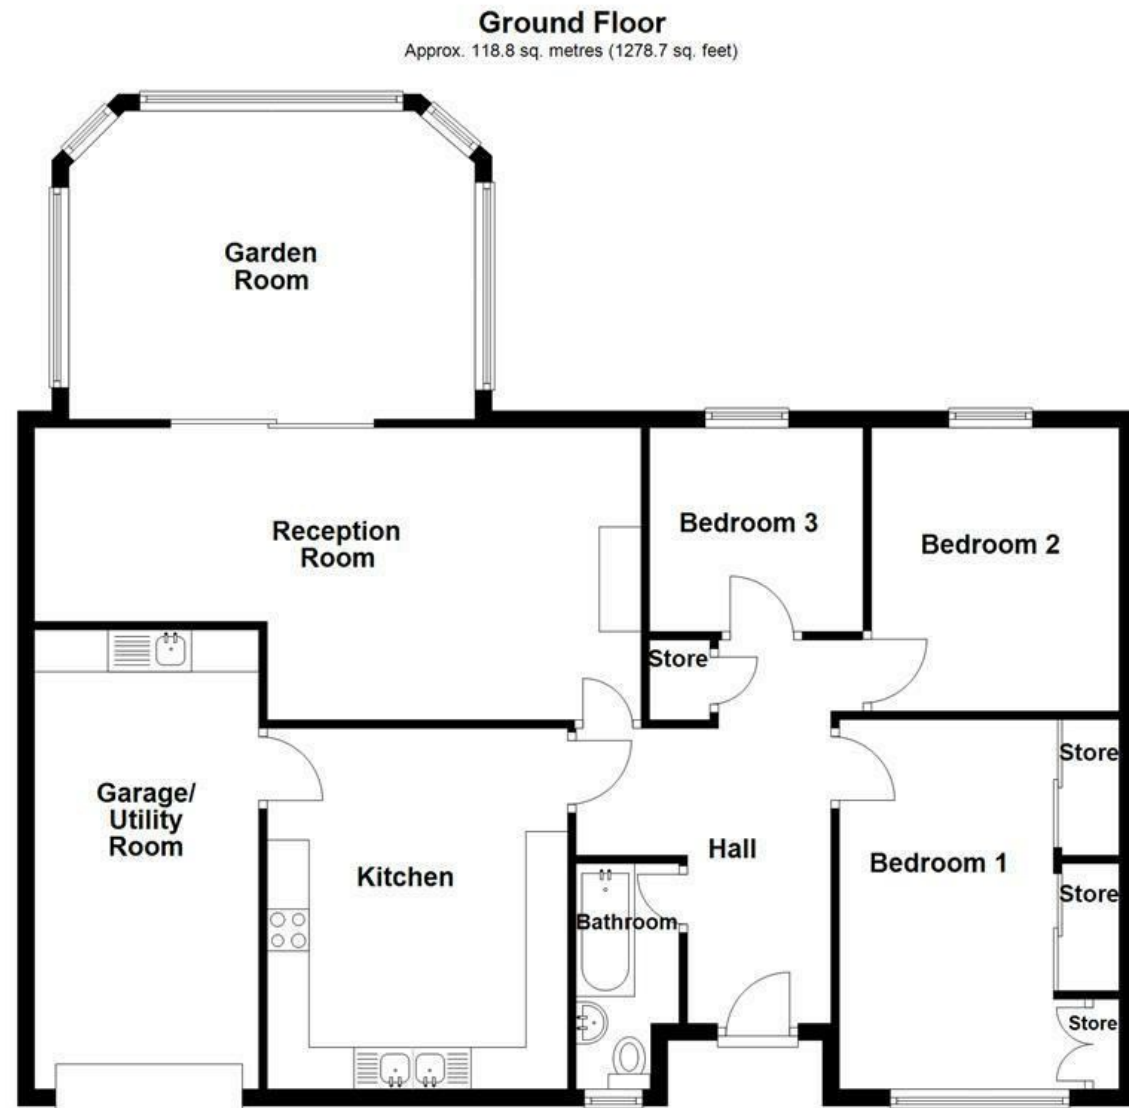 Ground Floor
Approx. 118.8 sq. metres (1278.7 sq. feet)
Garden
Room
Reception
Room
Bedroom 3
Bedroom 2
Store
Garage/
Utility
Room
Kitchen
Hall
Bedroom 1
Store
Store
Bathroom
Store